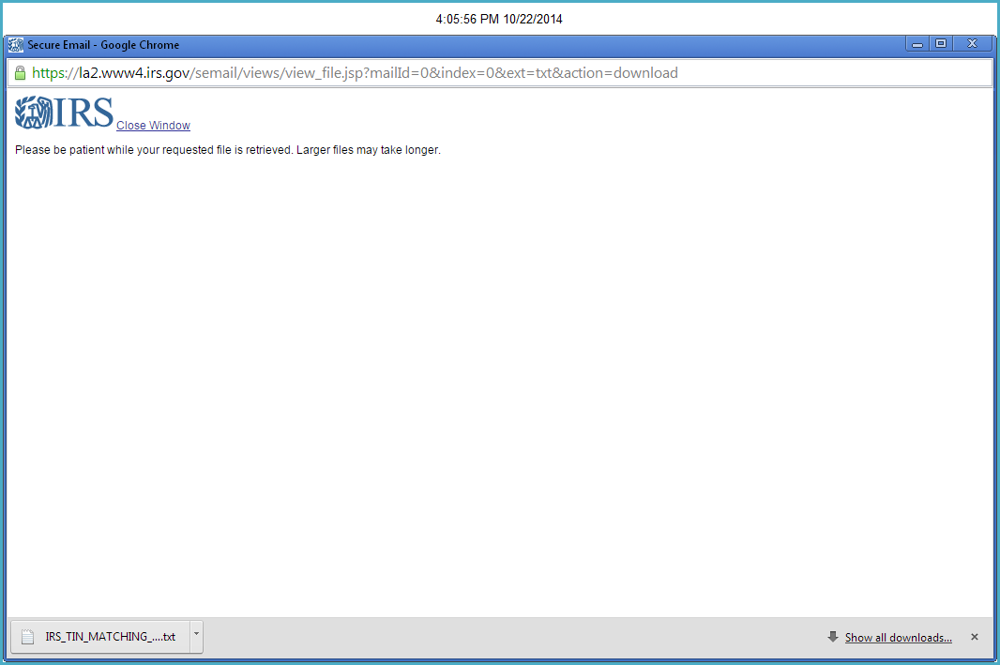 4:05:56 PM 10/22/2014
Secure Email - Google Chrome
https://la2.www4.irs.gov/semail/views/view_file.jsp?mailId=0&index=0&ext=txt&action=download
IRS Close Window
Please be patient while your requested file is retrieved. Larger files may take longer.
IRS_TIN_MATCHING_....txt Show all downloads...